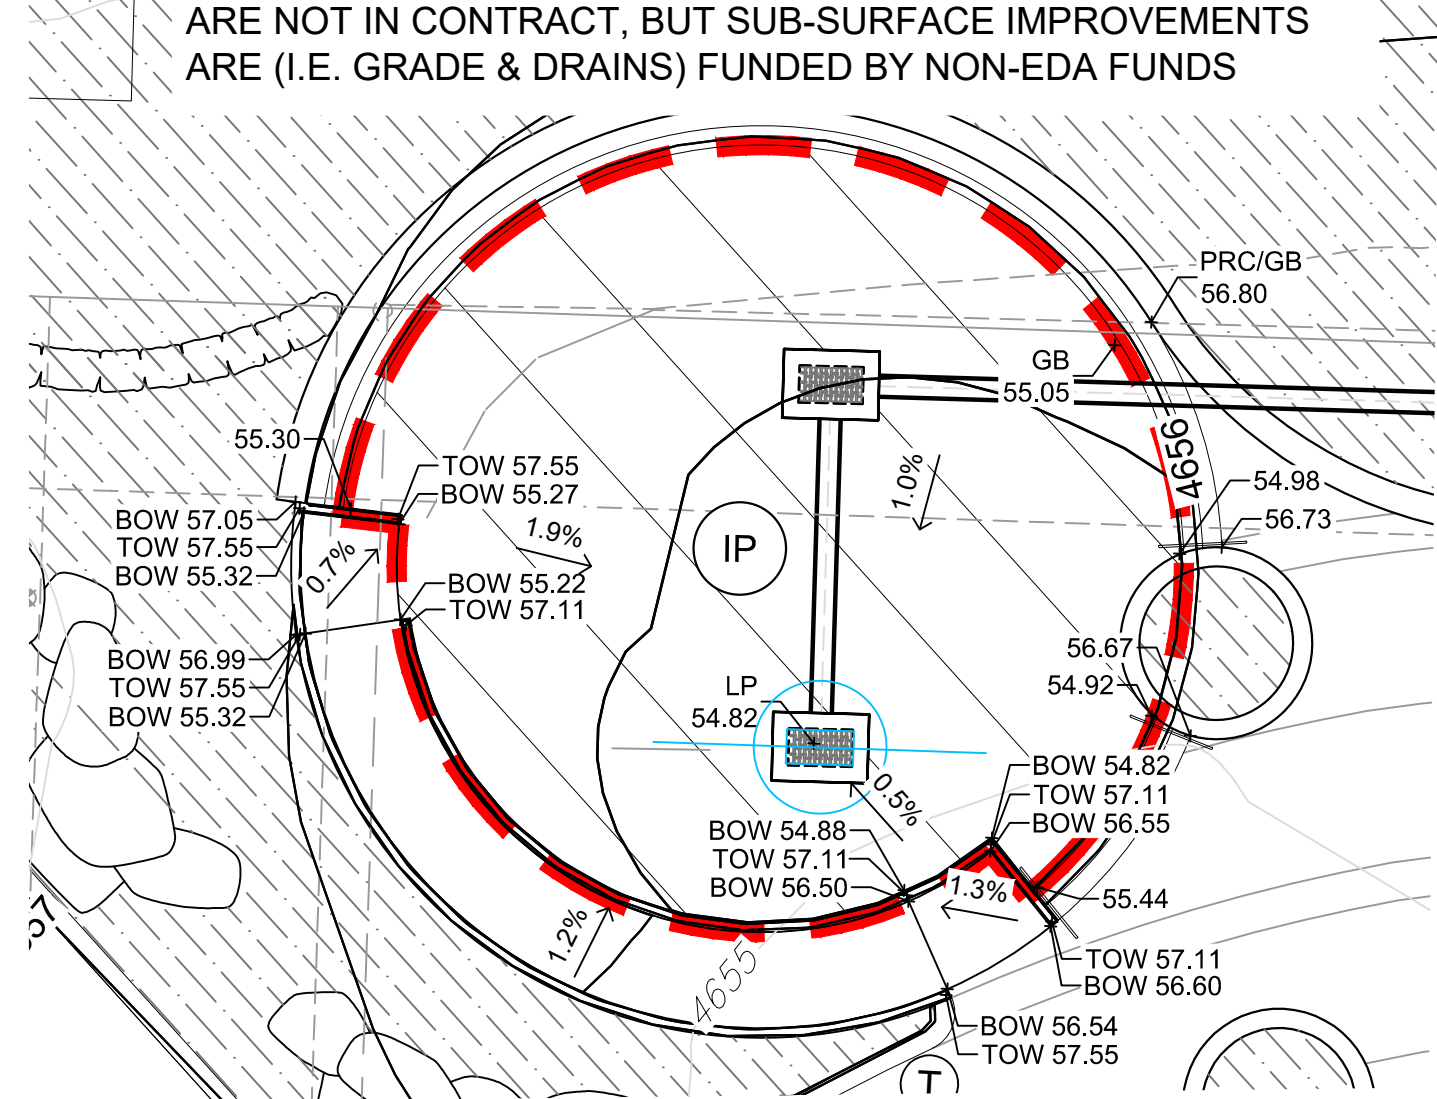 ARE NOT IN CONTRACT, BUT SUB-SURFACE IMPROVEMENTS
ARE (I.E. GRADE & DRAINS) FUNDED BY NON-EDA FUNDS
PRC/GB
56.80
GB
55.05
4656
55.30
TOW 57.55
BOW 55.27
1.0%
54.98
56.73
BOW 57.05
TOW 57.55
BOW 55.32
0.7%
1.9%
IP
BOW 55.22
TOW 57.11
BOW 56.99
TOW 57.55
BOW 55.32
56.67
54.92
LP
54.82
0.5%
BOW 54.82
TOW 57.11
BOW 56.55
BOW 54.88
TOW 57.11
BOW 56.50
1.3%
55.44
1.2%
4655
TOW 57.11
BOW 56.60
BOW 56.54
TOW 57.55
T